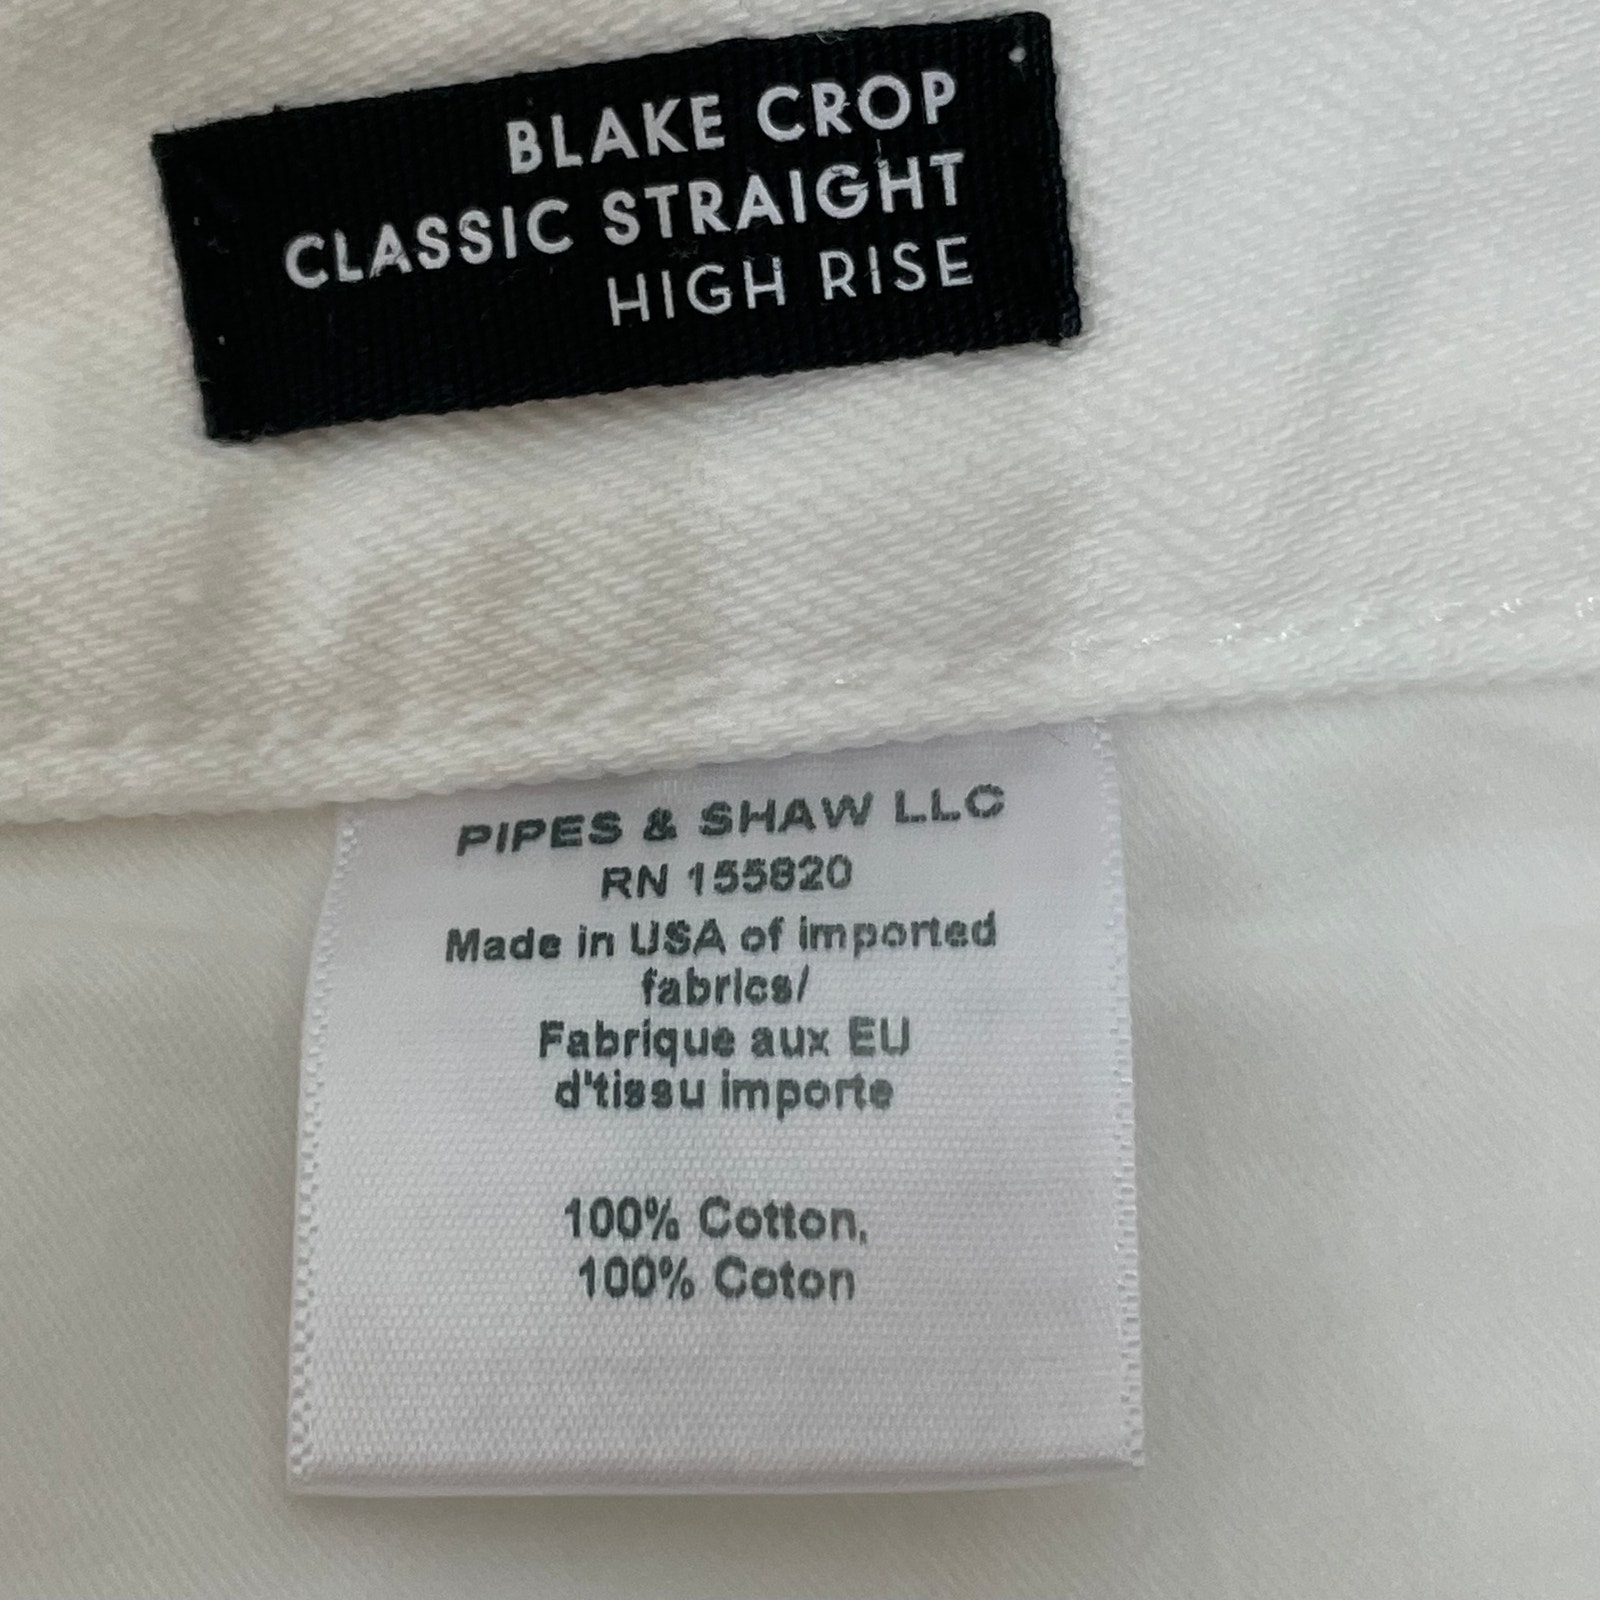 BLAKE CROP
CLASSIC STRAIGHT
HIGH RISE
PIPES & SHAW LLC
RN 155820
Made in USA of imported
fabrics/
Fabrique aux EU
d'tissu importe
100% Cotton,
100% Coton